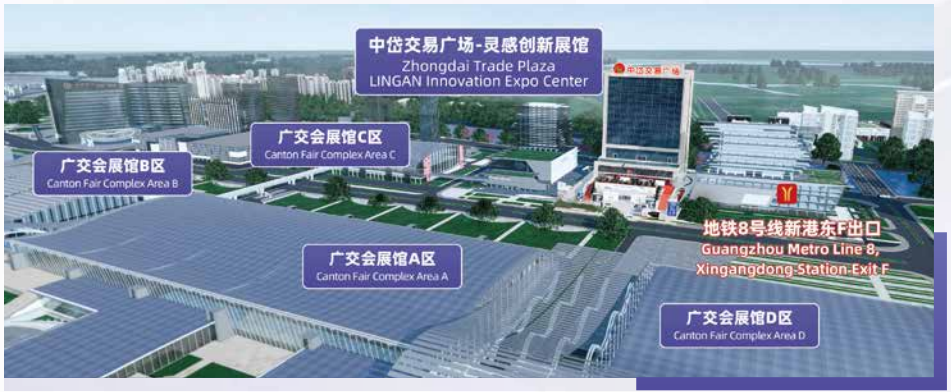 中岱交易广场-灵感创新展馆
Zhongdai Trade Plaza
LINGAN Innovation Expo Center
中岱交易广场
广交会展馆C区
Canton Fair Complex Area C
广交会展馆B区
Canton Fair Complex Area B
地铁8号线新港东F出口
Guangzhou Metro Line 8,
Xingangdong Station Exit F
广交会展馆A区
Canton Fair Complex Area A
广交会展馆D区
Canton Fair Complex Area D